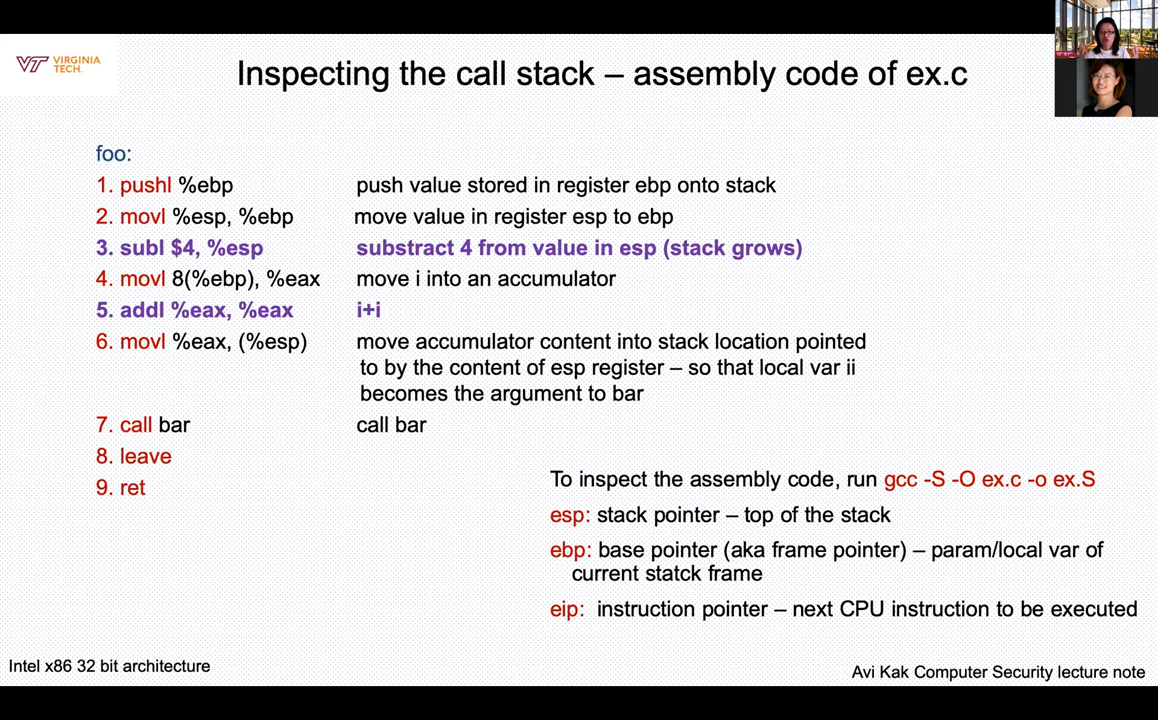 VT VIRGINIA
TECH.
Inspecting the call stack – assembly code of ex.c
foo:
1. pushl %ebp push value stored in register ebp onto stack
2. movl %esp, %ebp move value in register esp to ebp
3. subl $4, %esp substract 4 from value in esp (stack grows)
4. movl 8(%ebp), %eax move i into an accumulator
5. addl %eax, %eax i+i
6. movl %eax, (%esp) move accumulator content into stack location pointed
to by the content of esp register – so that local var ii
becomes the argument to bar
7. call bar call bar
8. leave
9. ret
To inspect the assembly code, run gcc -S -O ex.c -o ex.S
esp: stack pointer – top of the stack
ebp: base pointer (aka frame pointer) – param/local var of
current statck frame
eip: instruction pointer – next CPU instruction to be executed
Intel x86 32 bit architecture
Avi Kak Computer Security lecture note